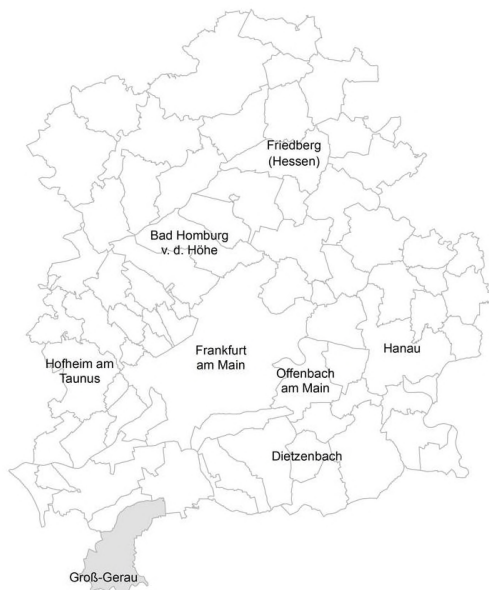 Friedberg
(Hessen)
Bad Homburg
v. d. Höhe
Frankfurt
am Main
Hanau
Hofheim am
Taunus
Offenbach
am Main
Dietzenbach
Groß-Gerau